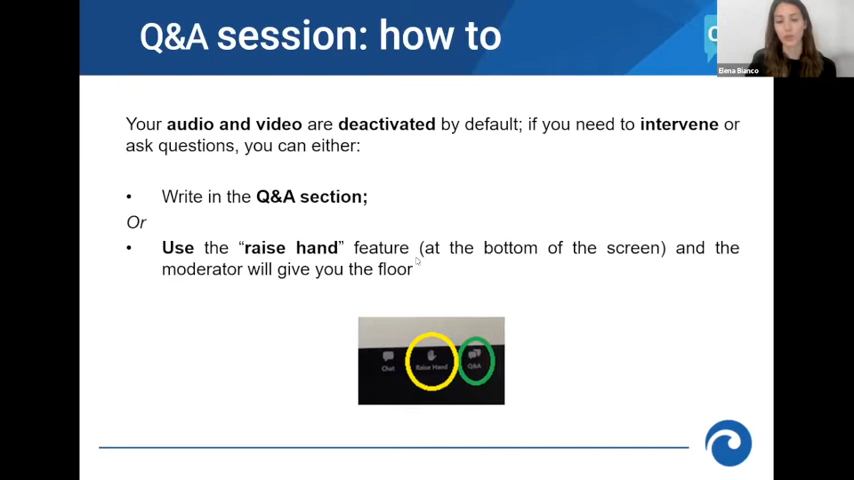 Q&A session: how to
Elena Bianco
Your audio and video are deactivated by default; if you need to intervene or
ask questions, you can either:
• Write in the Q&A section;
Or
• Use the “raise hand” feature (at the bottom of the screen) and the
moderator will give you the floor
Chat Raise Hand Q&A